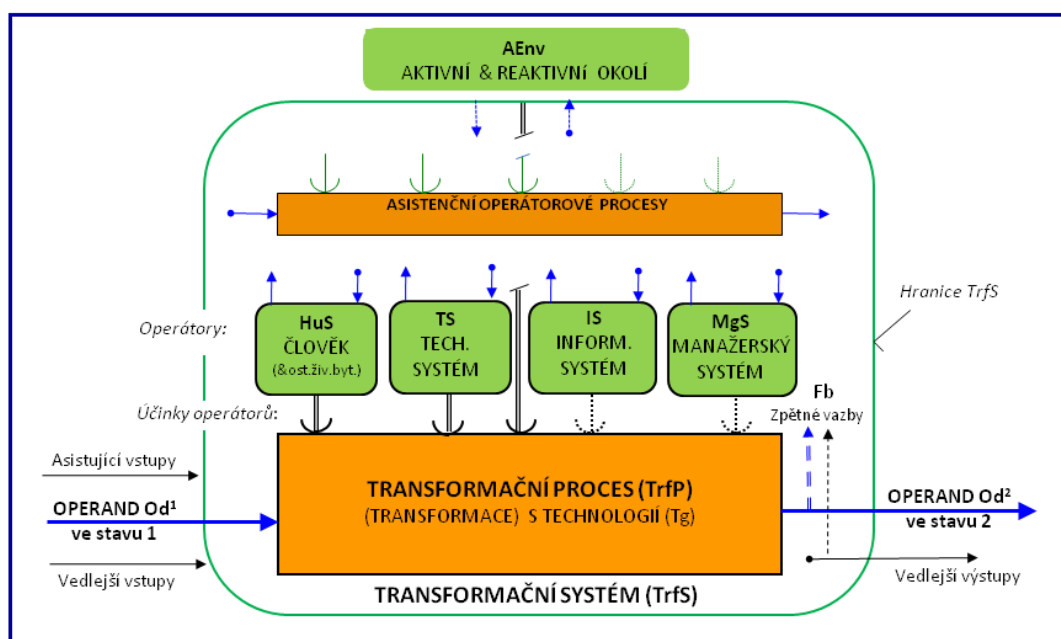 AEnv
AKTIVNÍ & REAKTIVNÍ OKOLÍ
ASISTENČNÍ OPERÁTOROVÉ PROCESY
Hranice TrfS
Operátory:
HuS
ČLOVĚK
(&ost.živ.byt.)
TS
TECH.
SYSTÉM
IS
INFORM.
SYSTÉM
MgS
MANAŽERSKÝ
SYSTÉM
Účinky operátorů:
Fb
Zpětné vazby
Asistující vstupy
OPERAND Od¹
ve stavu 1
Vedlejší vstupy
TRANSFORMAČNÍ PROCES (TrfP)
(TRANSFORMACE) S TECHNOLOGIÍ (Tg)
OPERAND Od²
ve stavu 2
Vedlejší výstupy
TRANSFORMAČNÍ SYSTÉM (TrfS)